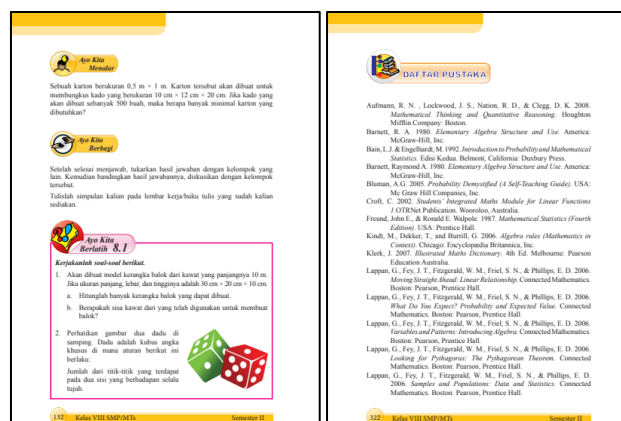 Ayo Kita
Menalar
Sebuah karton berukuran 0,5 m × 1 m. Karton tersebut akan dibuat untuk
membungkus kado yang berukuran 10 cm × 12 cm × 20 cm. Jika kado yang
akan dibuat sebanyak 500 buah, maka berapa banyak minimal karton yang
dibutuhkan?
Ayo Kita
Berbagi
Setelah selesai menjawab, tukarkan hasil jawaban dengan kelompok yang
lain. Kemudian bandingkan hasil jawabannya, diskusikan dengan kelompok
tersebut.
Tulislah simpulan kalian pada lembar kerja/buku tulis yang sudah kalian
sediakan.
Ayo Kita
Berlatih 8.1
Kerjakanlah soal-soal berikut.
1. Akan dibuat model kerangka balok dari kawat yang panjangnya 10 m.
Jika ukuran panjang, lebar, dan tingginya adalah 30 cm × 20 cm × 10 cm.
a. Hitunglah banyak kerangka balok yang dapat dibuat.
b. Berapakah sisa kawat dari yang telah digunakan untuk membuat
balok?
2. Perhatikan gambar dua dadu di
samping. Dadu adalah kubus angka
khusus di mana aturan berikut ini
berlaku:
Jumlah dari titik-titik yang terdapat
pada dua sisi yang berhadapan selalu
tujuh.
132 Kelas VIII SMP/MTs Semester II
DAFTAR PUSTAKA
Aufmann, R. N. , Lockwood, J. S., Nation, R. D., & Clegg, D. K. 2008.
Mathematical Thinking and Quantitative Reasoning. Houghton
Mifflin Company: Boston.
Barnett, R. A. 1980. Elementary Algebra Structure and Use. America:
McGraw-Hill, Inc.
Bain, L.J. & Engelhardt, M. 1992. Introduction to Probability and Mathematical
Statistics. Edisi Kedua. Belmont, California: Duxbury Press.
Barnett, Raymond A. 1980. Elementary Algebra Structure and Use. America:
McGraw-Hill, Inc.
Bluman, A.G. 2005. Probability Demystified (A Self-Teaching Guide). USA:
Mc Graw Hill Companies, Inc.
Croft, C. 2002. Students' Integrated Maths Module for Linear Functions
J.OTRNet Publication. Wooroloo, Australia.
Freund, John E., & Ronald E. Walpole. 1987. Mathematical Statistics (Fourth
Edition). USA: Prentice Hall.
Kindt, M., Dekker, T., and Burrill, G. 2006. Algebra rules (Mathematics in
Context). Chicago: Encyclopædia Britannica, Inc.
Klerk, J. 2007. Illustrated Maths Dictionary. 4th Ed. Melbourne: Pearson
Education Australia.
Lappan, G., Fey, J. T., Fitzgerald, W. M., Friel, S. N., & Phillips, E. D. 2006.
Moving Straight Ahead: Linear Relationship. Connected Mathematics.
Boston: Pearson, Prentice Hall.
Lappan, G., Fey, J. T., Fitzgerald, W. M., Friel, S. N., & Phillips, E. D. 2006.
What Do You Expect? Probability and Expected Value. Connected
Mathematics. Boston: Pearson, Prentice Hall.
Lappan, G., Fey, J. T., Fitzgerald, W. M., Friel, S. N., & Phillips, E. D. 2006.
Variables and Patterns: Introducing Algebra. Connected Mathematics.
Boston: Pearson, Prentice Hall.
Lappan, G., Fey, J. T., Fitzgerald, W. M., Friel, S. N., & Phillips, E. D. 2006.
Looking for Pythagoras: The Pythagorean Theorem. Connected
Mathematics. Boston: Pearson, Prentice Hall.
Lappan, G., Fey, J. T., Fitzgerald, W. M., Friel, S. N., & Phillips, E. D.
2006. Samples and Populations: Data and Statistics. Connected
Mathematics. Boston: Pearson, Prentice Hall.
322 Kelas VIII SMP/MTs Semester II